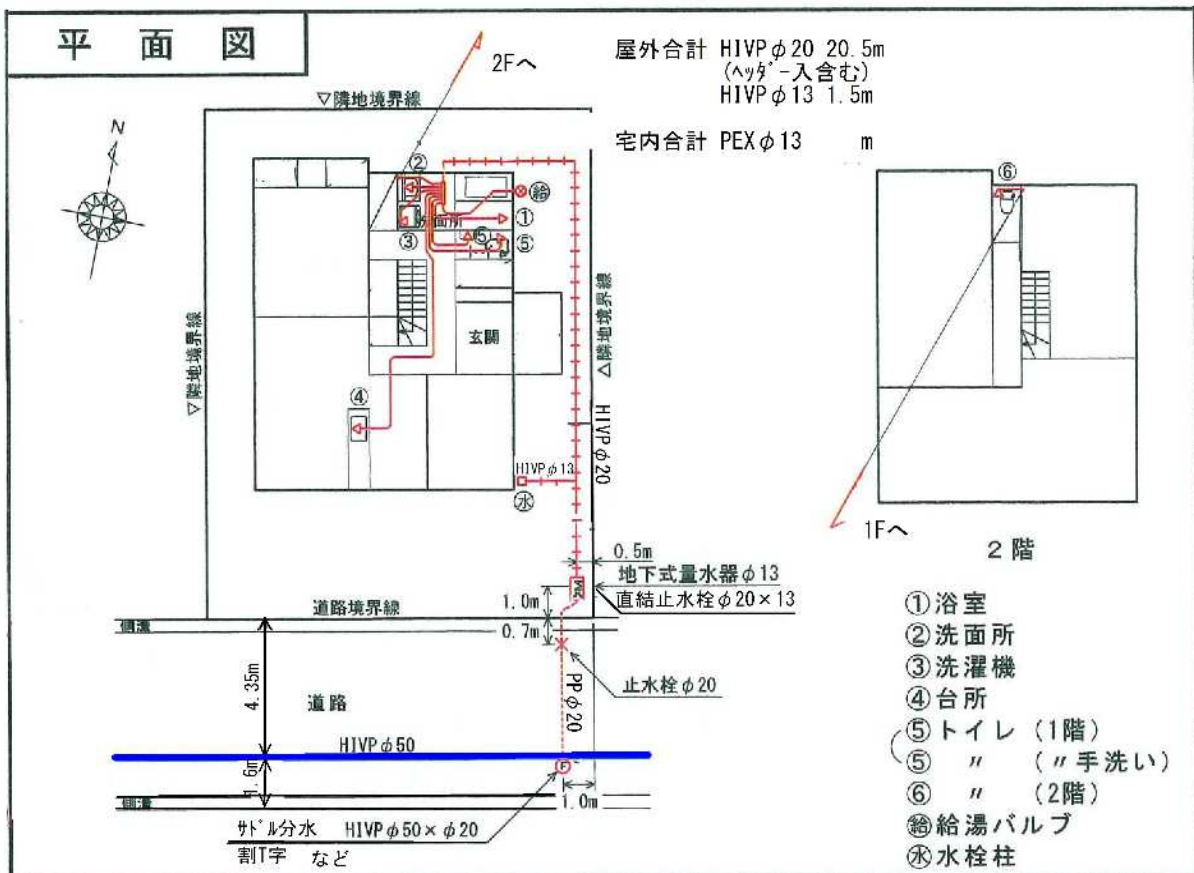 平面図
屋外合計 HIVPφ20 20.5m
(ヘッダー入含む)
HIVPφ13 1.5m
宅内合計 PEXφ13 m
2Fへ
▽隣地境界線
N
②
給
①
洗面所
③
⑤
⑤
玄関
▽隣地境界線
△隣地境界線
④
HIVPφ20
HIVPφ13
水
⑥
1Fへ
2階
0.5m
地下式量水器φ13
直結止水栓φ20×13
1.0m
道路境界線
側溝
0.7m
止水栓φ20
4.35m
道路
PPφ20
HIVPφ50
1.6m
側溝
1.0m
サドル分水 HIVPφ50×φ20
割T字 など
①浴室
②洗面所
③洗濯機
④台所
⑤トイレ(1階)
⑤ 〃 (〃手洗い)
⑥ 〃 (2階)
給給湯バルブ
水水栓柱